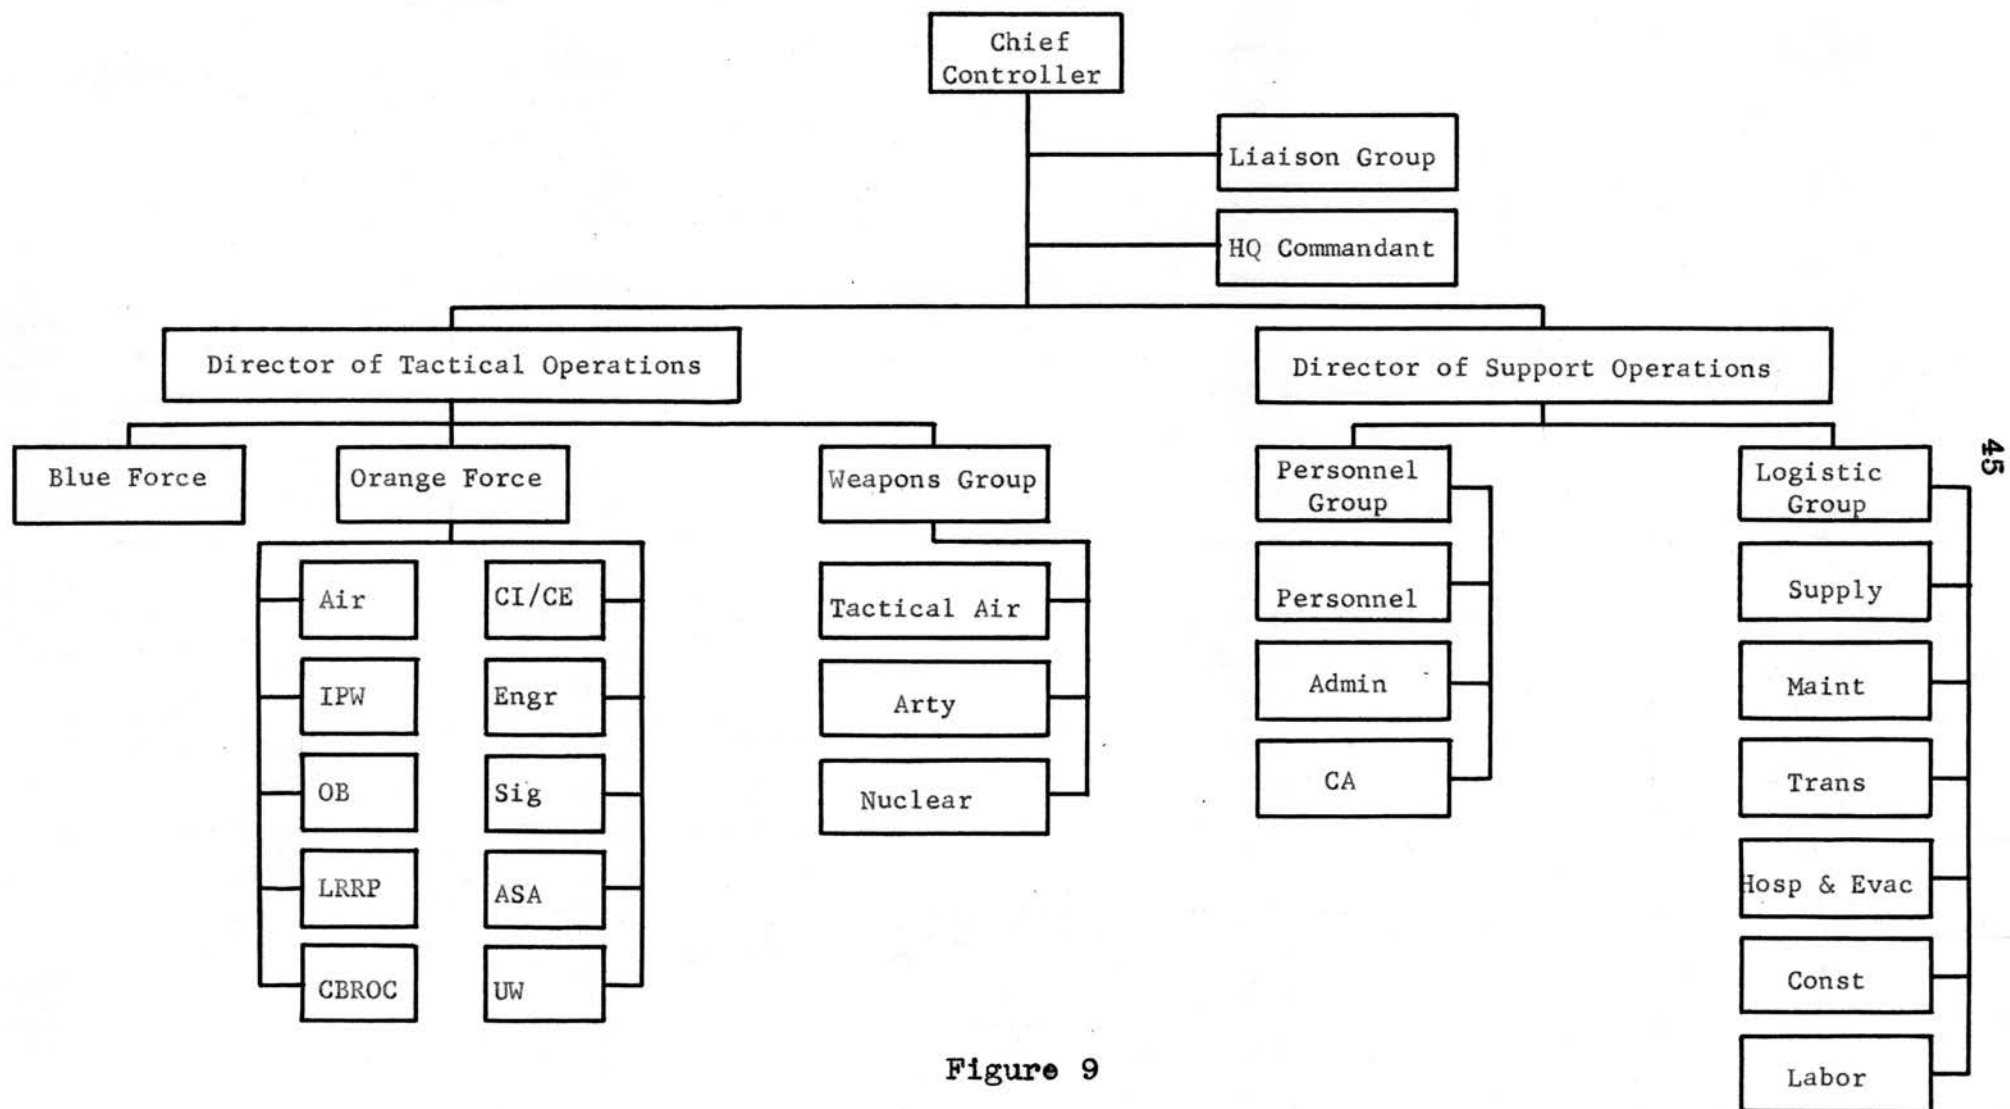 Chief
Controller
Liaison Group
HQ Commandant
Director of Tactical Operations
Director of Support Operations
Blue Force
Orange Force
Weapons Group
Personnel
Group
Logistic
Group
45
Air
CI/CE
IPW
Engr
OB
Sig
LRRP
ASA
CBROC
UW
Tactical Air
Arty
Nuclear
Personnel
Admin
CA
Supply
Maint
Trans
Hosp & Evac
Const
Labor
Figure 9